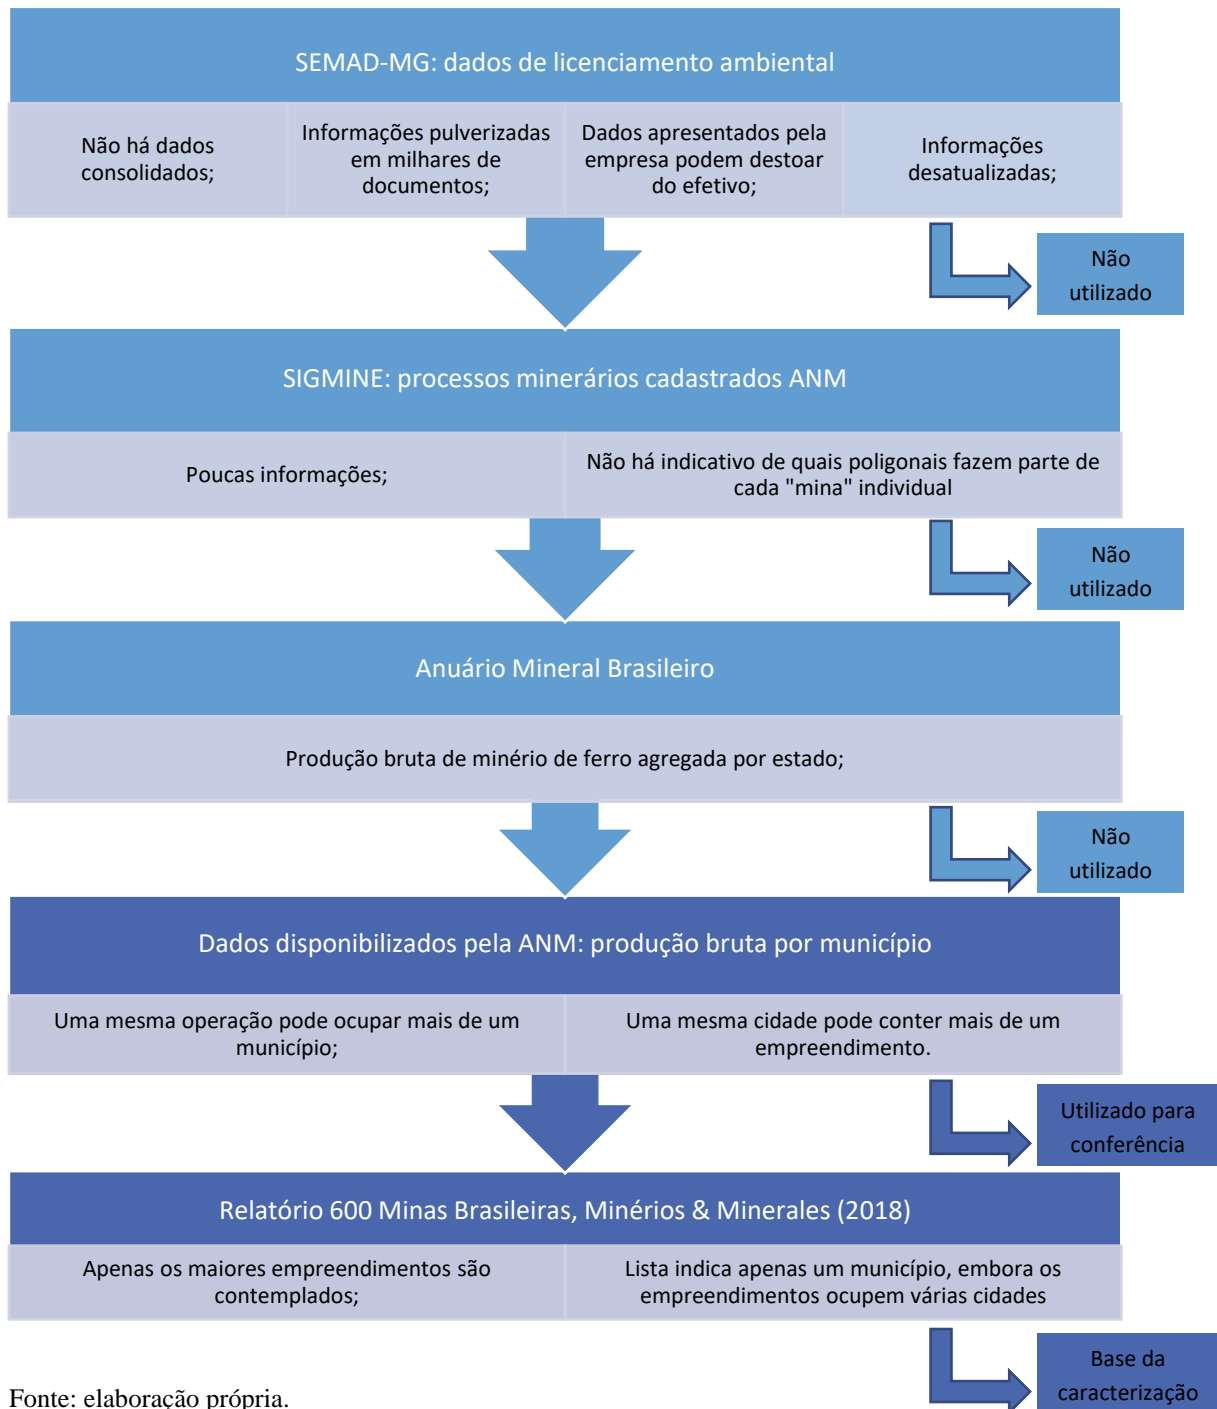 SEMAD-MG: dados de licenciamento ambiental
Não há dados
consolidados;
Informações pulverizadas
em milhares de
documentos;
Dados apresentados pela
empresa podem destoar
do efetivo;
Informações
desatualizadas;
Não
utilizado
SIGMINE: processos minerários cadastrados ANM
Poucas informações;
Não há indicativo de quais poligonais fazem parte de
cada "mina" individual
Não
utilizado
Anuário Mineral Brasileiro
Produção bruta de minério de ferro agregada por estado;
Não
utilizado
Dados disponibilizados pela ANM: produção bruta por município
Uma mesma operação pode ocupar mais de um
município;
Uma mesma cidade pode conter mais de um
empreendimento.
Utilizado para
conferência
Relatório 600 Minas Brasileiras, Minérios & Minerales (2018)
Apenas os maiores empreendimentos são
contemplados;
Lista indica apenas um município, embora os
empreendimentos ocupem várias cidades
Base da
caracterização
Fonte: elaboração própria.